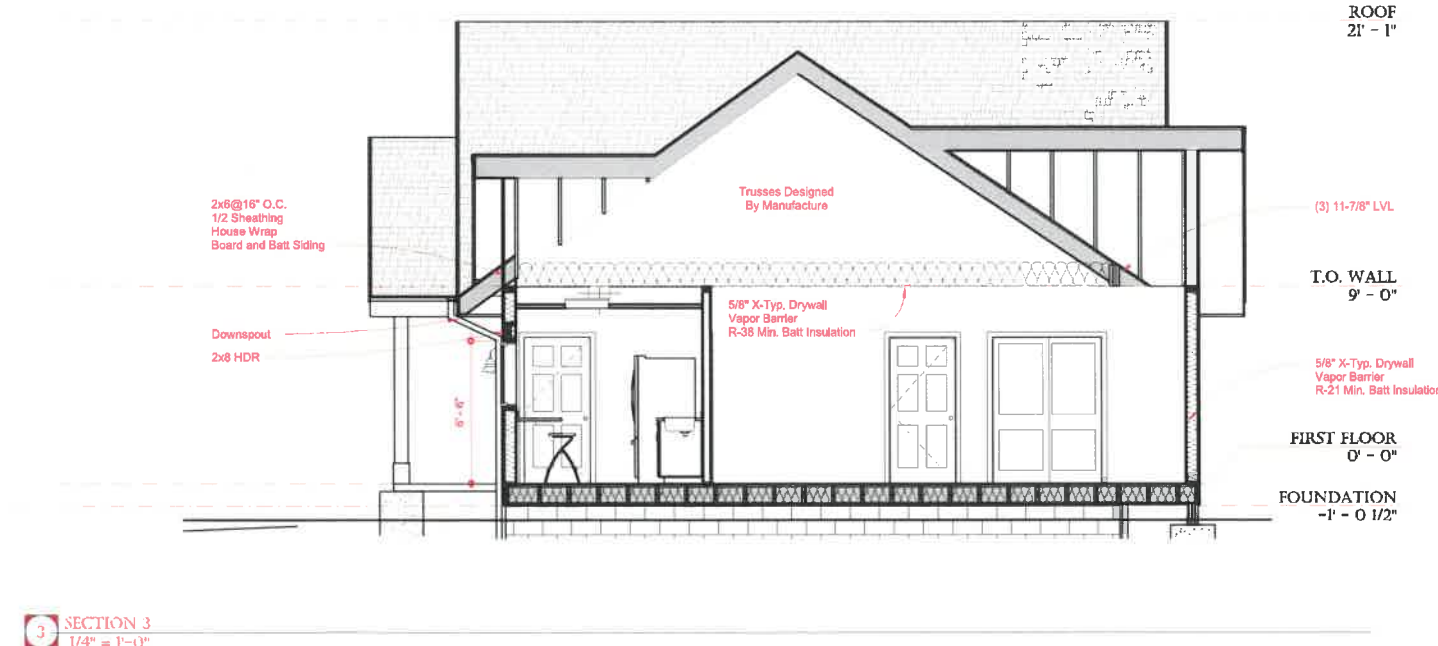 ROOF
21' - 1"
2x6@16" O.C.
1/2 Sheathing
House Wrap
Board and Batt Siding
Trusses Designed
By Manufacture
(3) 11-7/8" LVL
T.O. WALL
9' - 0"
5/8" X-Typ. Drywall
Vapor Barrier
R-38 Min. Batt Insulation
Downspout
2x8 HDR
5/8" X-Typ. Drywall
Vapor Barrier
R-21 Min. Batt Insulation
6' - 6"
FIRST FLOOR
0' - 0"
FOUNDATION
-1' - 0 1/2"
3
SECTION 3
1/4" = 1'-0"